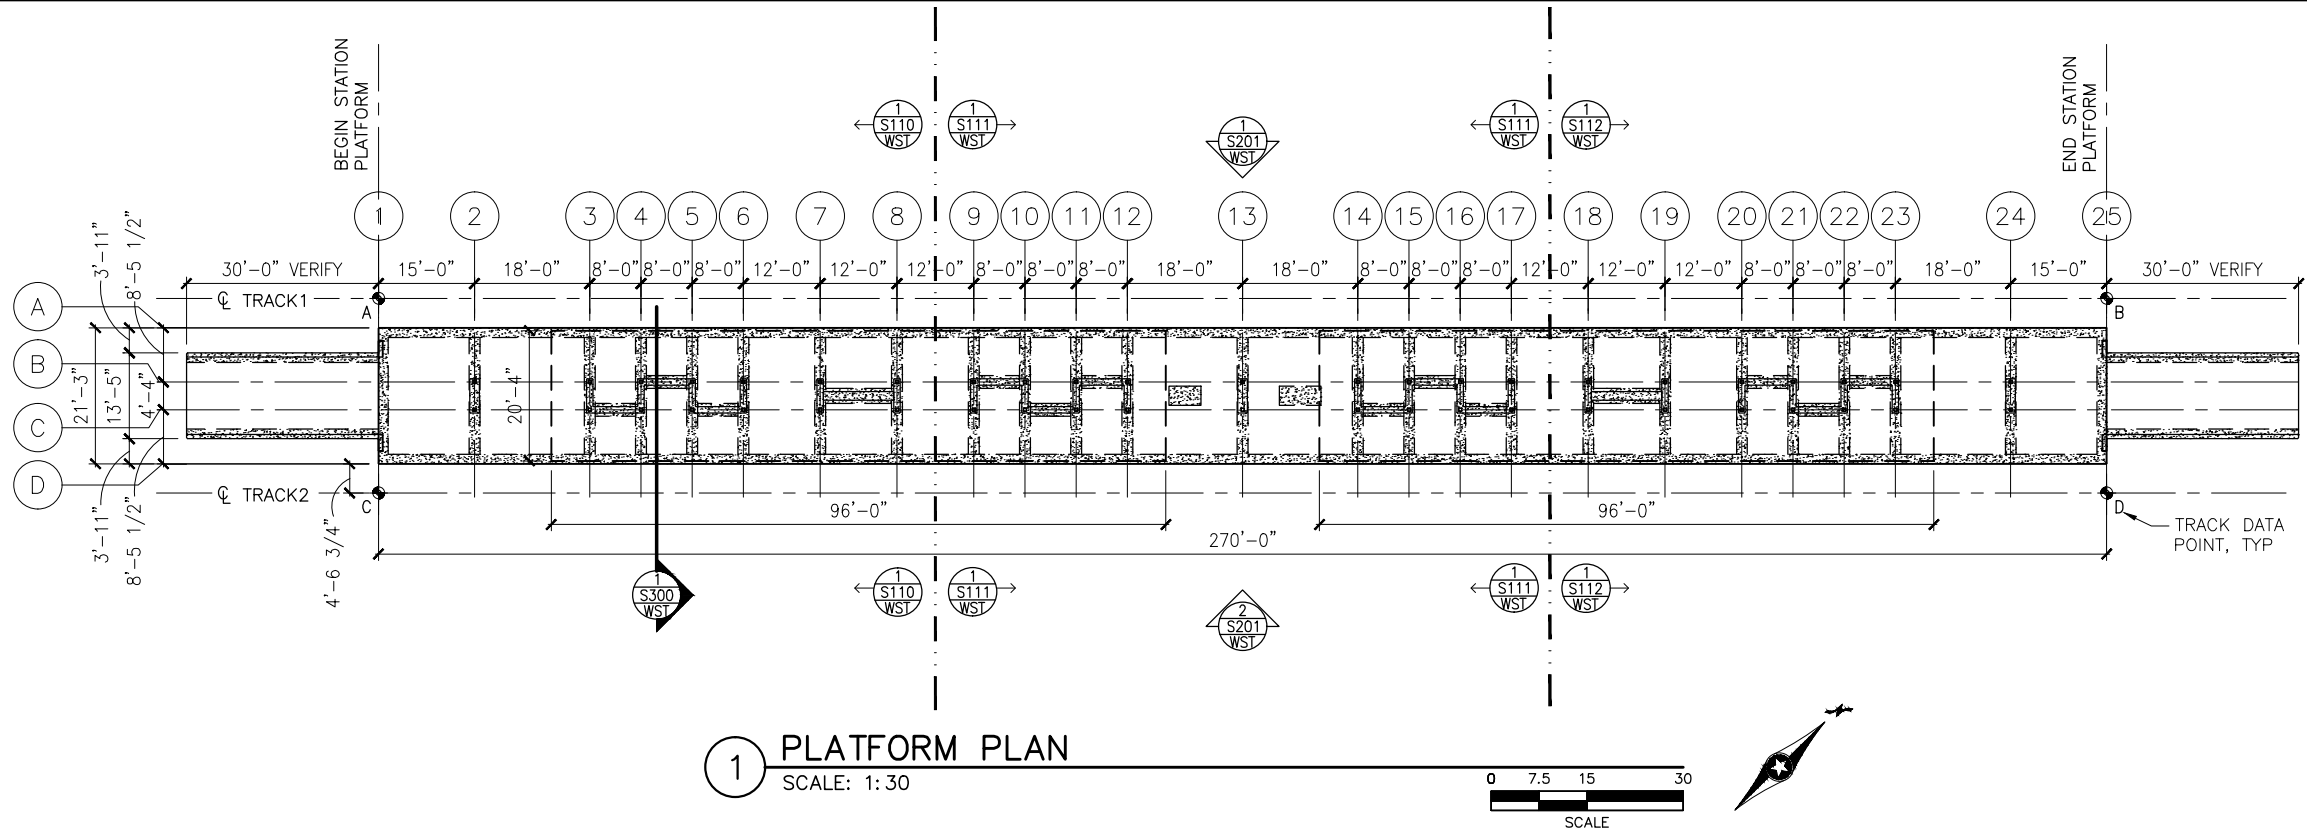 BEGIN STATION
PLATFORM
END STATION
PLATFORM
1
S110
WST
1
S111
WST
1
S201
WST
1
S111
WST
1
S112
WST
1 2 3 4 5 6 7 8 9 10 11 12 13 14 15 16 17 18 19 20 21 22 23 24 25
30'-0" VERIFY 15'-0" 18'-0" 8'-0" 8'-0" 8'-0" 12'-0" 12'-0" 12'-0" 8'-0" 8'-0" 8'-0" 18'-0" 18'-0" 8'-0" 8'-0" 8'-0" 12'-0" 12'-0" 12'-0" 8'-0" 8'-0" 8'-0" 18'-0" 15'-0" 30'-0" VERIFY
℄ TRACK1
A
B
A
B
C
D
3'-11"
8'-5 1/2"
21'-3"
13'-5"
4'-4"
20'-4"
3'-11"
8'-5 1/2"
4'-6 3/4"
℄ TRACK2
C
D
96'-0" 96'-0"
270'-0"
TRACK DATA
POINT, TYP
1
S300
WST
1
S110
WST
1
S111
WST
2
S201
WST
1
S111
WST
1
S112
WST
1
PLATFORM PLAN
SCALE: 1:30
0 7.5 15 30
SCALE
N